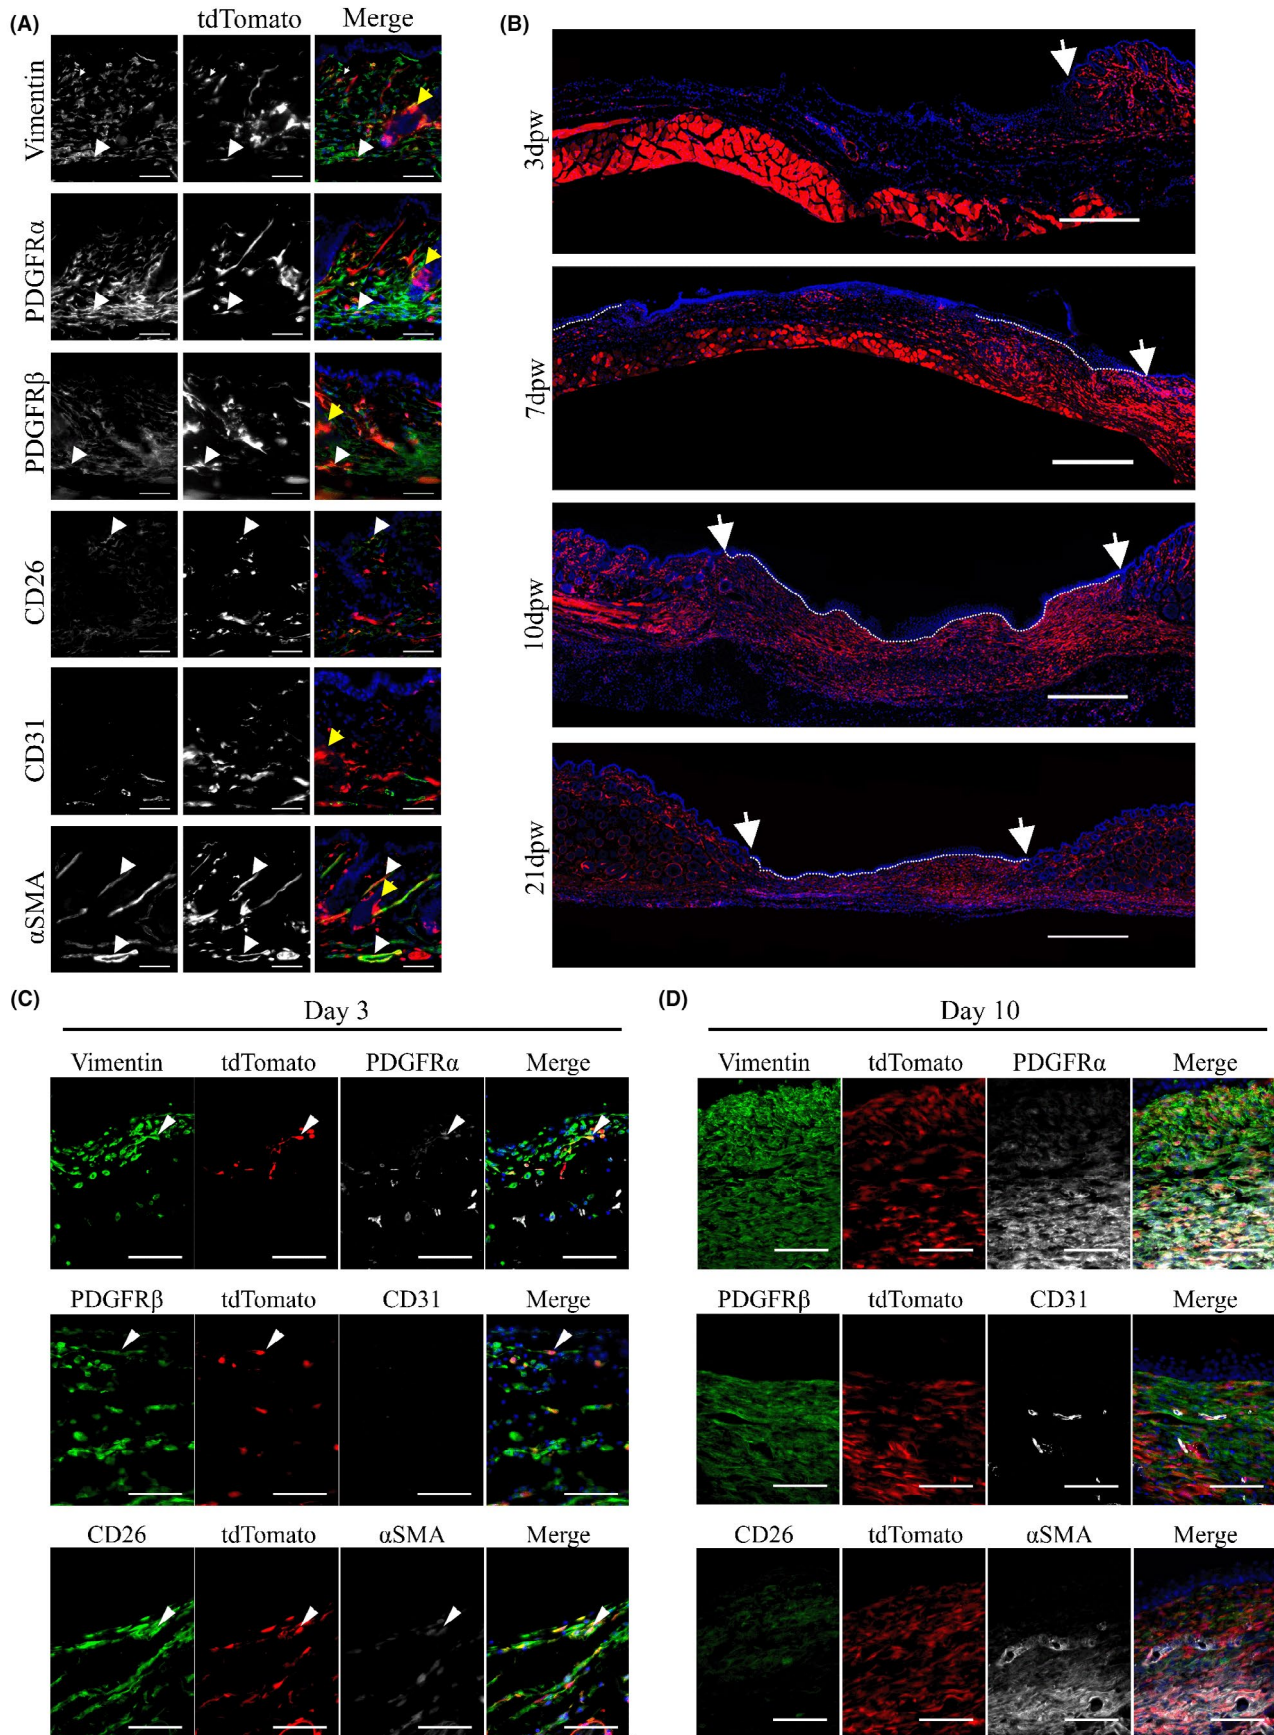 (A)
tdTomato Merge
Vimentin
PDGFRα
PDGFRβ
CD26
CD31
αSMA
(B)
3dpw
7dpw
10dpw
21dpw
(C)
Day 3
Vimentin tdTomato PDGFRα Merge
PDGFRβ tdTomato CD31 Merge
CD26 tdTomato αSMA Merge
(D)
Day 10
Vimentin tdTomato PDGFRα Merge
PDGFRβ tdTomato CD31 Merge
CD26 tdTomato αSMA Merge